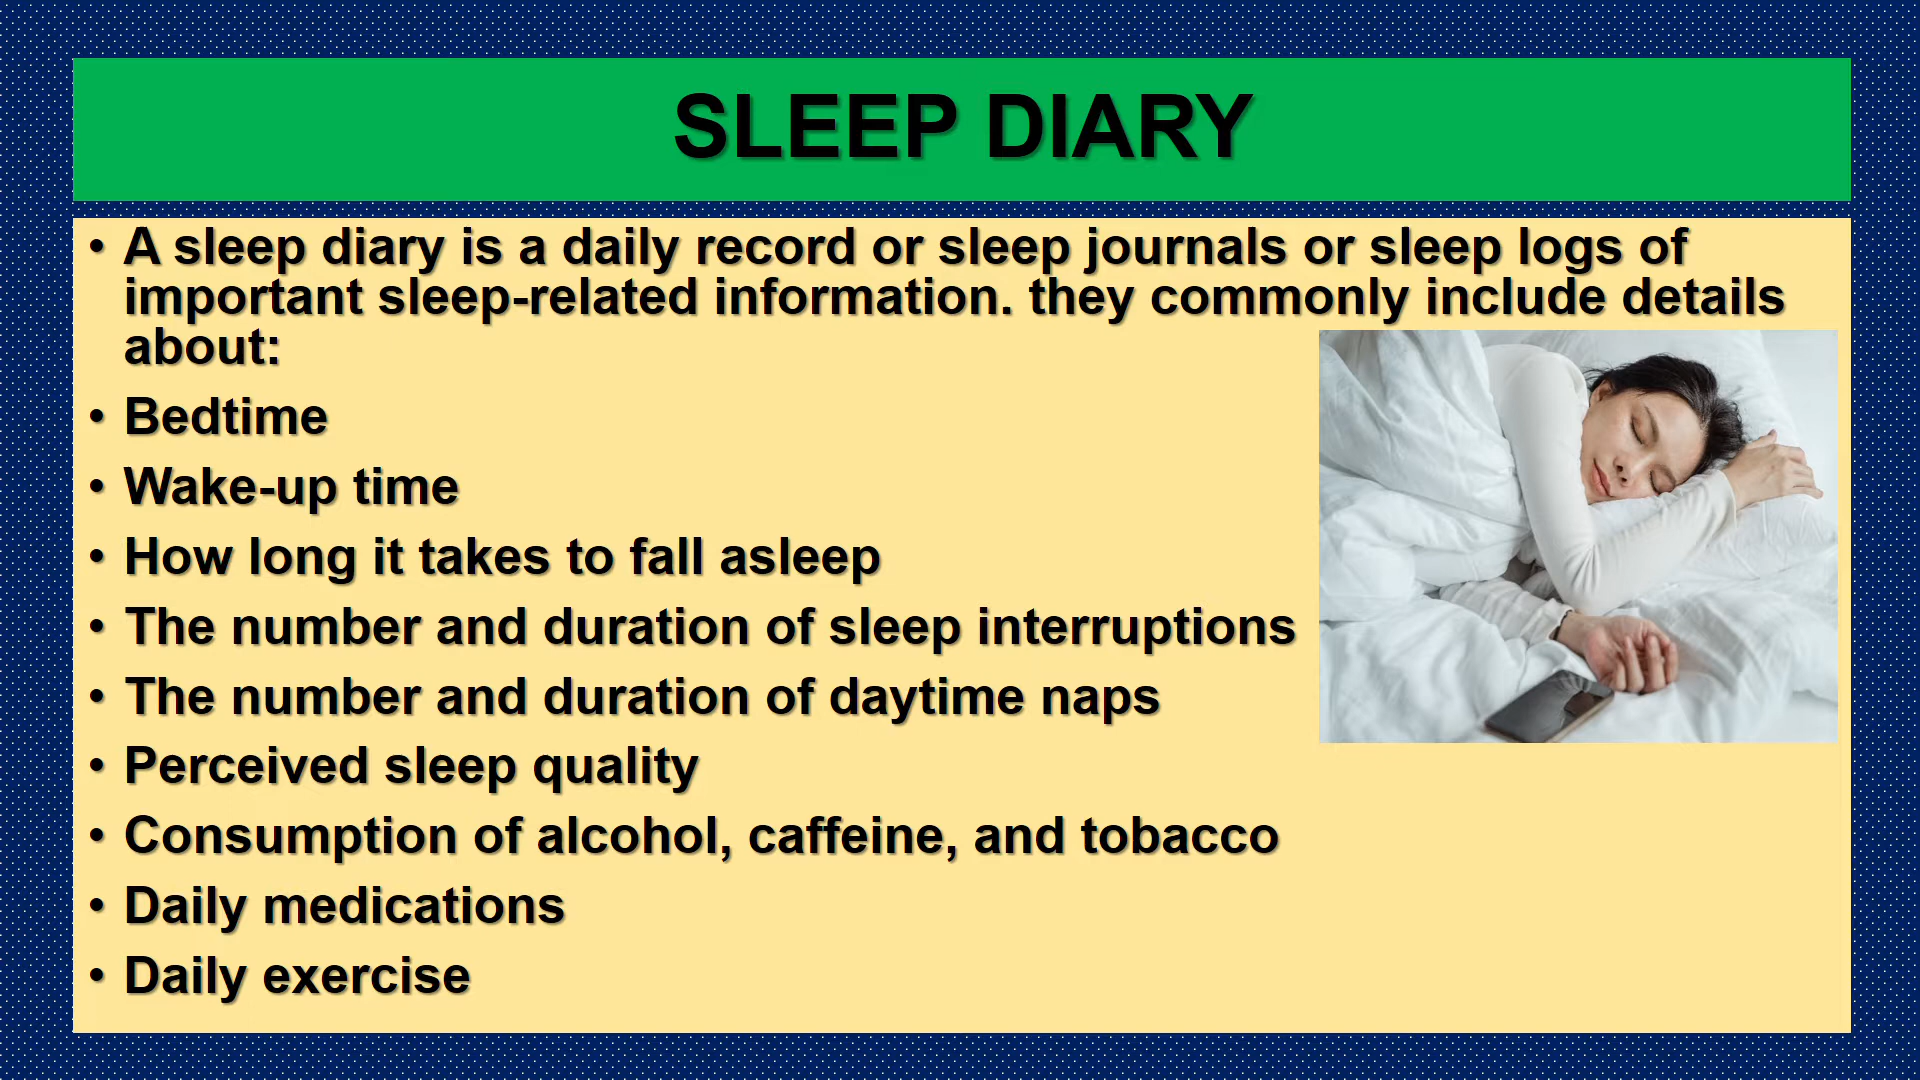 SLEEP DIARY
• A sleep diary is a daily record or sleep journals or sleep logs of
important sleep-related information. they commonly include details
about:
• Bedtime
• Wake-up time
• How long it takes to fall asleep
• The number and duration of sleep interruptions
• The number and duration of daytime naps
• Perceived sleep quality
• Consumption of alcohol, caffeine, and tobacco
• Daily medications
• Daily exercise